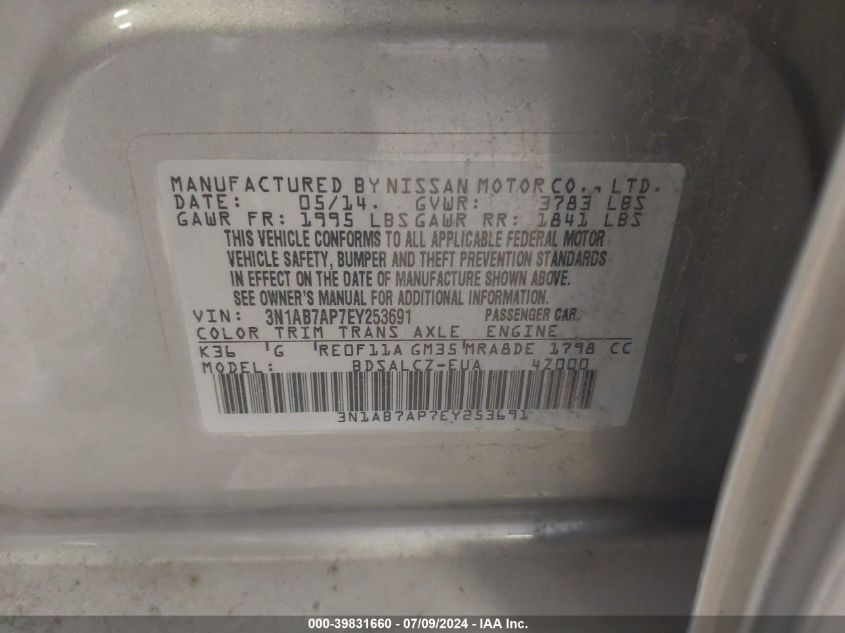 MANUFACTURED BY NISSAN MOTOR CO., LTD.
DATE: 05/14. GVWR: 3783 LBS
GAWR FR: 1995 LBS GAWR RR: 1841 LBS
THIS VEHICLE CONFORMS TO ALL APPLICABLE FEDERAL MOTOR
VEHICLE SAFETY, BUMPER AND THEFT PREVENTION STANDARDS
IN EFFECT ON THE DATE OF MANUFACTURE SHOWN ABOVE.
SEE OWNER'S MANUAL FOR ADDITIONAL INFORMATION.
VIN: 3N1AB7AP7EY253691 PASSENGER CAR.
COLOR TRIM TRANS AXLE ENGINE
K36 G RE0F11A GM35 MRA8DE 1798 CC
MODEL: BDSALCZ-EUA 4Z000
3N1AB7AP7EY253691
000-39831660 - 07/09/2024 - IAA Inc.